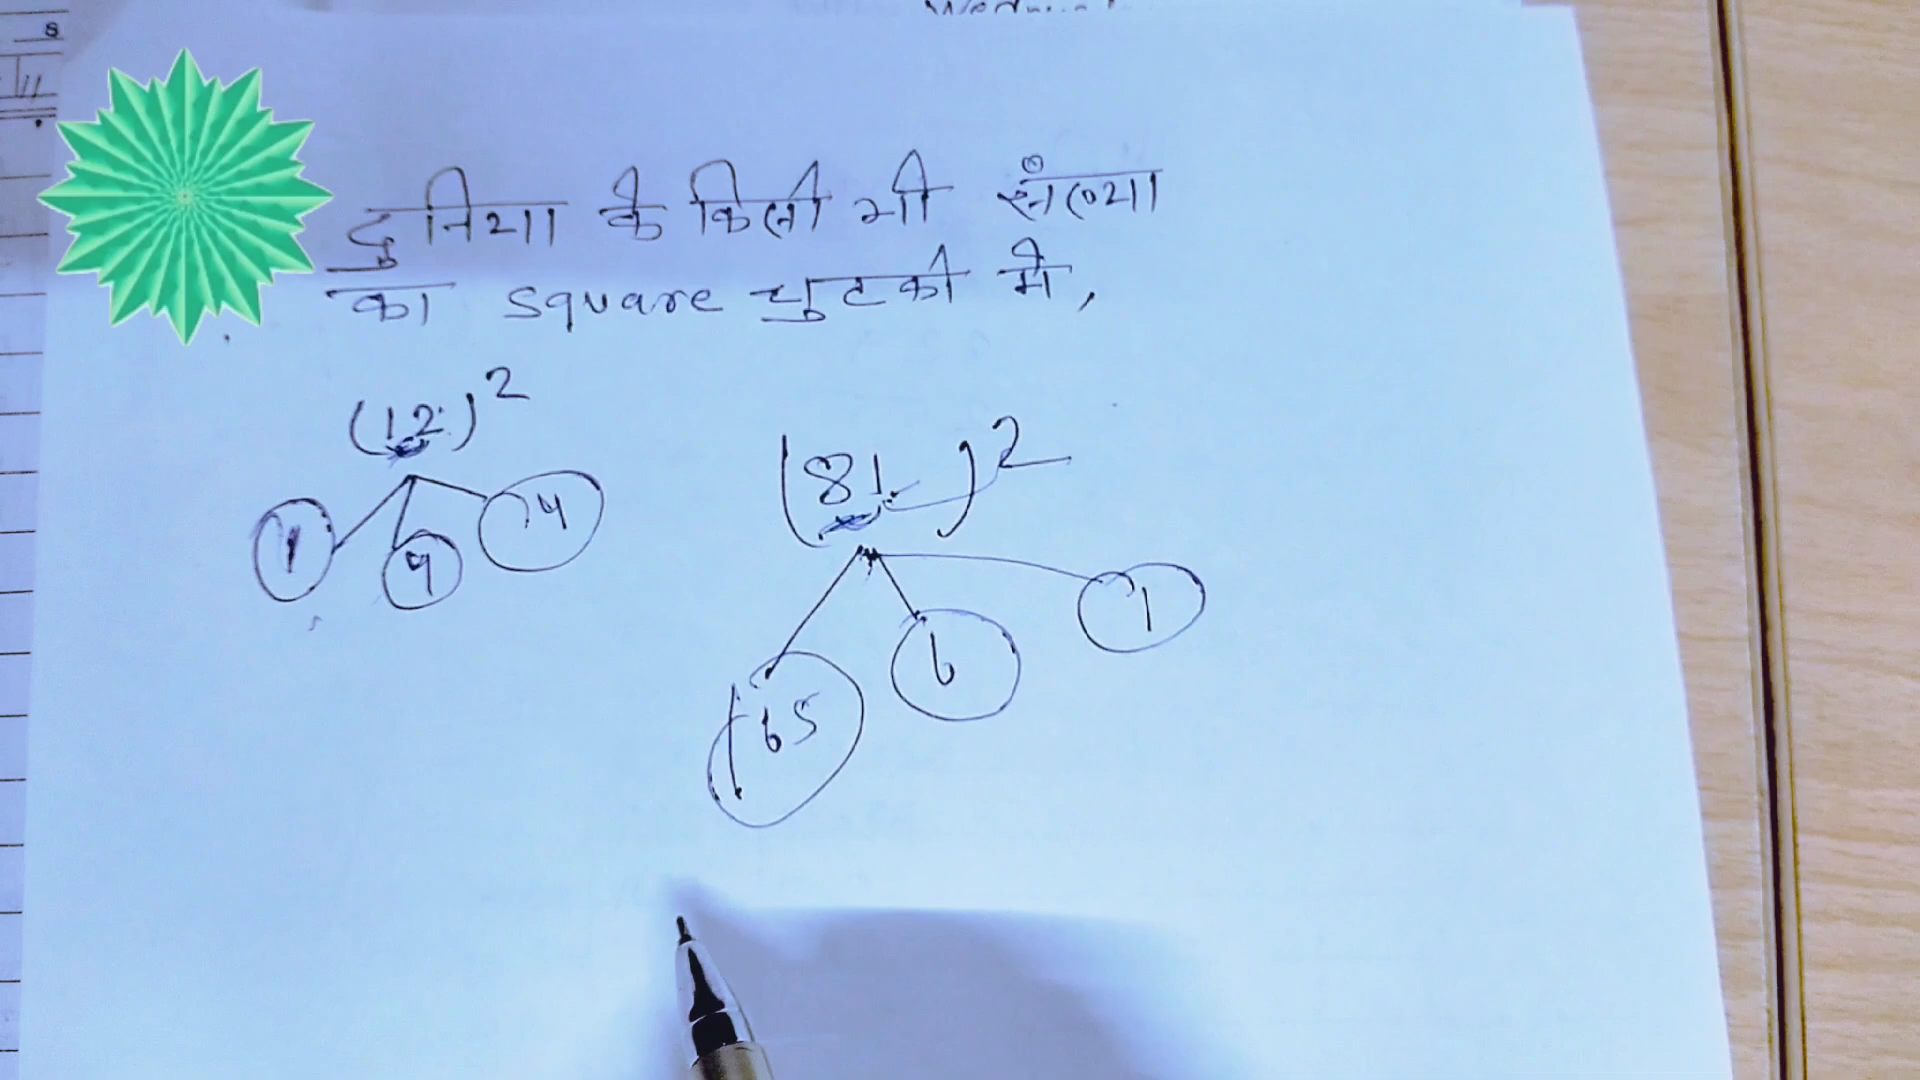 दुनिया के किसी भी संख्या
का square चुटकी में,
(12)²
1 4 4
(81)²
65 6 1